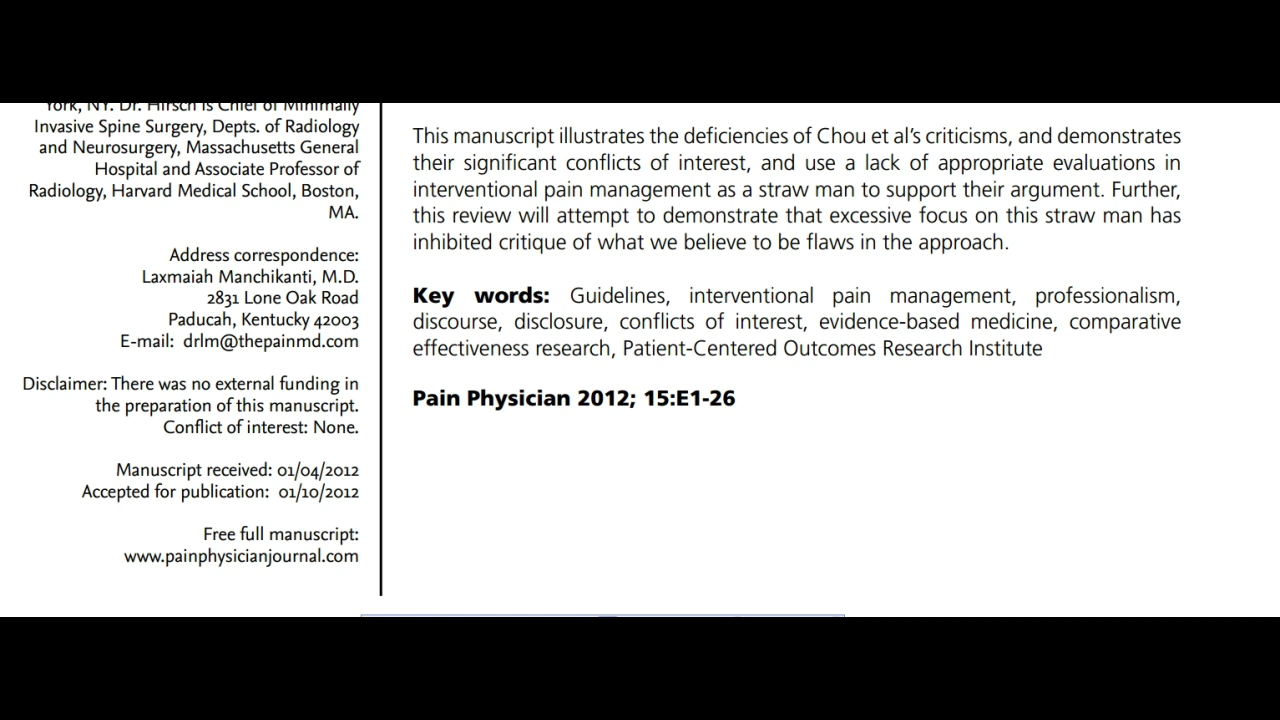 York, NY. Dr. Hirsch is Chief of Minimally
Invasive Spine Surgery, Depts. of Radiology
and Neurosurgery, Massachusetts General
Hospital and Associate Professor of
Radiology, Harvard Medical School, Boston,
MA.
Address correspondence:
Laxmaiah Manchikanti, M.D.
2831 Lone Oak Road
Paducah, Kentucky 42003
E-mail: drlm@thepainmd.com
Disclaimer: There was no external funding in
the preparation of this manuscript.
Conflict of interest: None.
Manuscript received: 01/04/2012
Accepted for publication: 01/10/2012
Free full manuscript:
www.painphysicianjournal.com
This manuscript illustrates the deficiencies of Chou et al’s criticisms, and demonstrates
their significant conflicts of interest, and use a lack of appropriate evaluations in
interventional pain management as a straw man to support their argument. Further,
this review will attempt to demonstrate that excessive focus on this straw man has
inhibited critique of what we believe to be flaws in the approach.
Key words: Guidelines, interventional pain management, professionalism,
discourse, disclosure, conflicts of interest, evidence-based medicine, comparative
effectiveness research, Patient-Centered Outcomes Research Institute
Pain Physician 2012; 15:E1-26